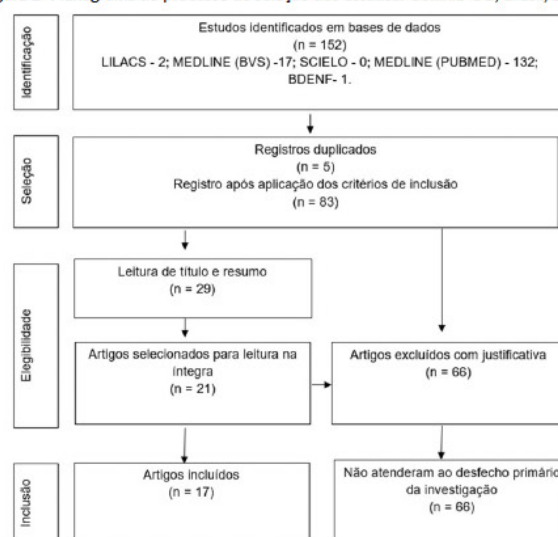 Identificação
Estudos identificados em bases de dados
(n = 152)
LILACS - 2; MEDLINE (BVS) -17; SCIELO - 0; MEDLINE (PUBMED) - 132;
BDENF- 1.
Seleção
Registros duplicados
(n = 5)
Registro após aplicação dos critérios de inclusão
(n = 83)
Elegibilidade
Leitura de título e resumo
(n = 29)
Artigos selecionados para leitura na
íntegra
(n = 21)
Artigos excluídos com justificativa
(n = 66)
Inclusão
Artigos incluídos
(n = 17)
Não atenderam ao desfecho primário
da investigação
(n = 66)